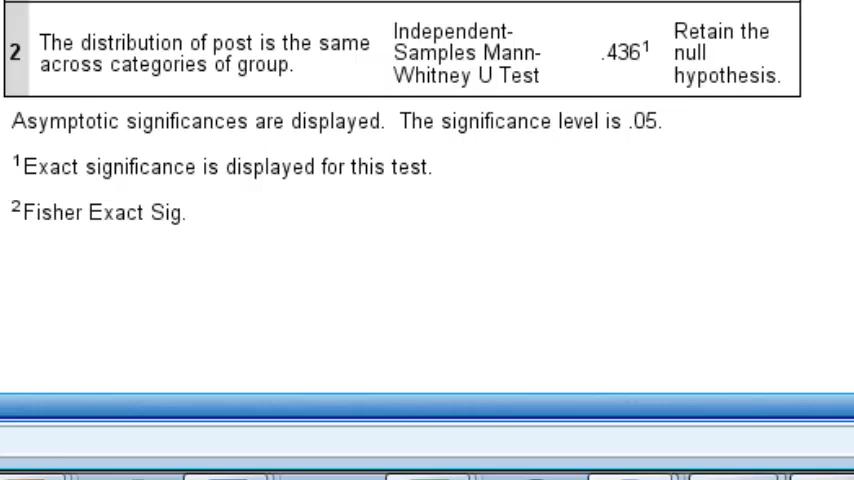 2 The distribution of post is the same across categories of group. Independent-Samples Mann-Whitney U Test .436¹ Retain the null hypothesis.
Asymptotic significances are displayed.  The significance level is .05.
¹Exact significance is displayed for this test.
²Fisher Exact Sig.